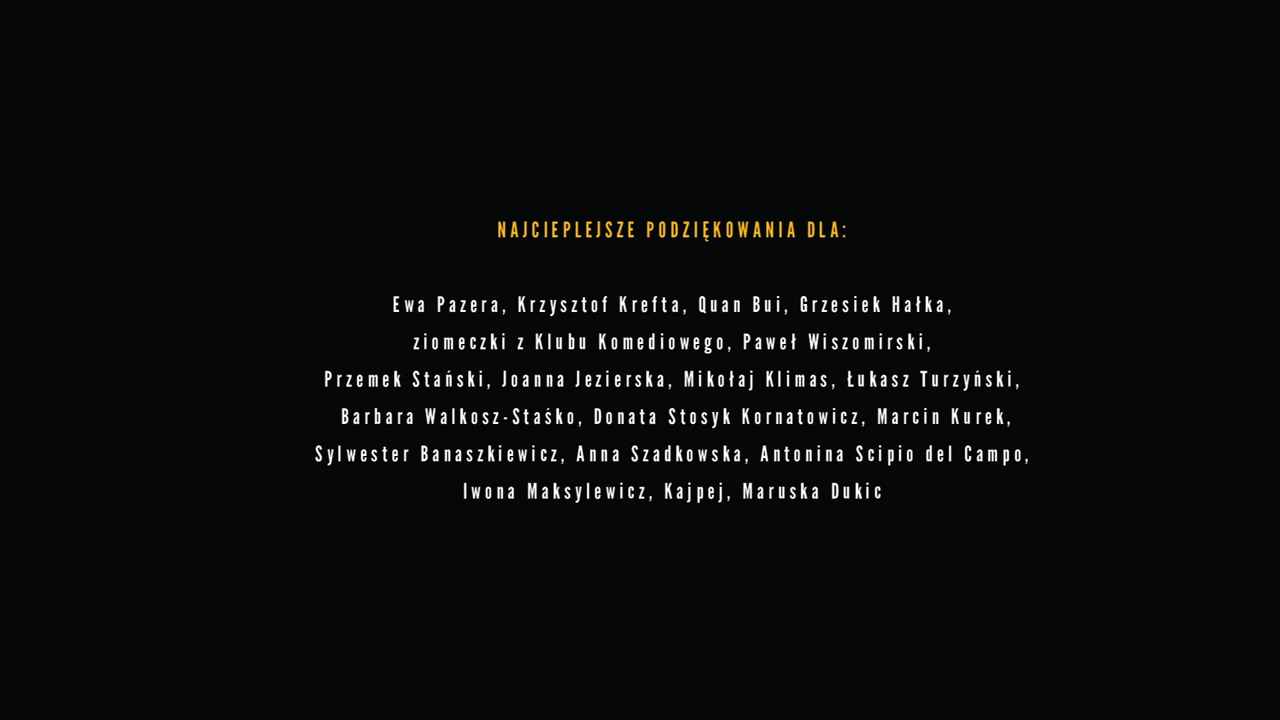 NAJCIEPLEJSZE PODZIĘKOWANIA DLA:
Ewa Pazera, Krzysztof Krefta, Quan Bui, Grzesiek Hałka,
ziomeczki z Klubu Komediowego, Paweł Wiszomirski,
Przemek Stański, Joanna Jezierska, Mikołaj Klimas, Łukasz Turzyński,
Barbara Walkosz-Staśko, Donata Stosyk Kornatowicz, Marcin Kurek,
Sylwester Banaszkiewicz, Anna Szadkowska, Antonina Scipio del Campo,
Iwona Maksylewicz, Kajpej, Maruska Dukic